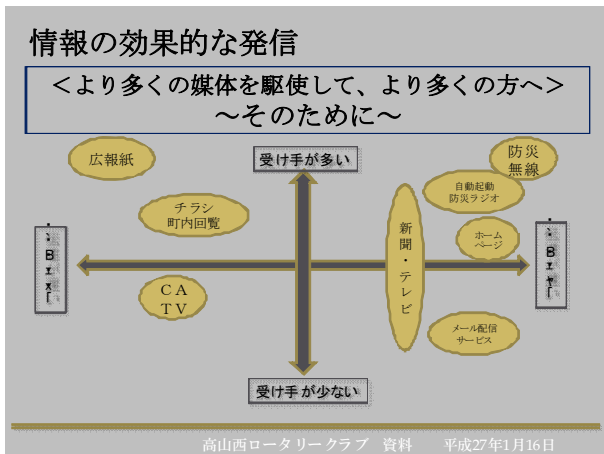 情報の効果的な発信
<より多くの媒体を駆使して、より多くの方へ>
~そのために~
広報紙
受け手が多い
防災
無線
自動起動
防災ラジオ
チラシ
町内回覧
新聞・テレビ
ホーム
ページ
CA
TV
メール配信
サービス
受け手が少ない
高山西ロータリークラブ 資料 平成27年1月16日